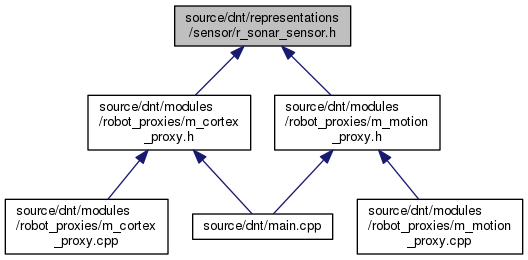 source/dnt/representations
/sensor/r_sonar_sensor.h
source/dnt/modules
/robot_proxies/m_cortex
_proxy.h
source/dnt/modules
/robot_proxies/m_motion
_proxy.h
source/dnt/modules
/robot_proxies/m_cortex
_proxy.cpp
source/dnt/main.cpp
source/dnt/modules
/robot_proxies/m_motion
_proxy.cpp